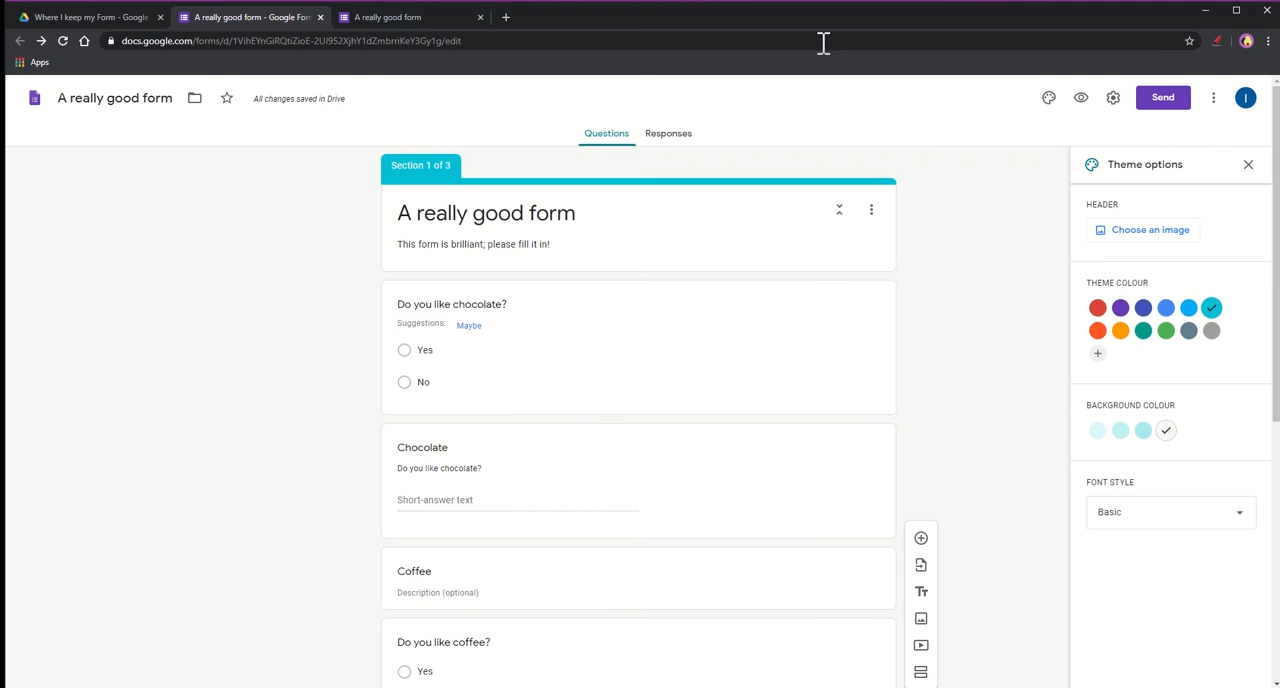 Where I keep my Form - Google
A really good form - Google For
A really good form
docs.google.com/forms/d/1VihEYnGiRQtiZioE-2UI952XjhY1dZmbrriKeY3Gy1g/edit
Apps
A really good form
All changes saved in Drive
Send
I
Questions
Responses
Section 1 of 3
A really good form
This form is brilliant; please fill it in!
Do you like chocolate?
Suggestions:
Maybe
Yes
No
Chocolate
Do you like chocolate?
Short-answer text
Coffee
Description (optional)
Do you like coffee?
Yes
Tт
Theme options
HEADER
Choose an image
THEME COLOUR
BACKGROUND COLOUR
FONT STYLE
Basic